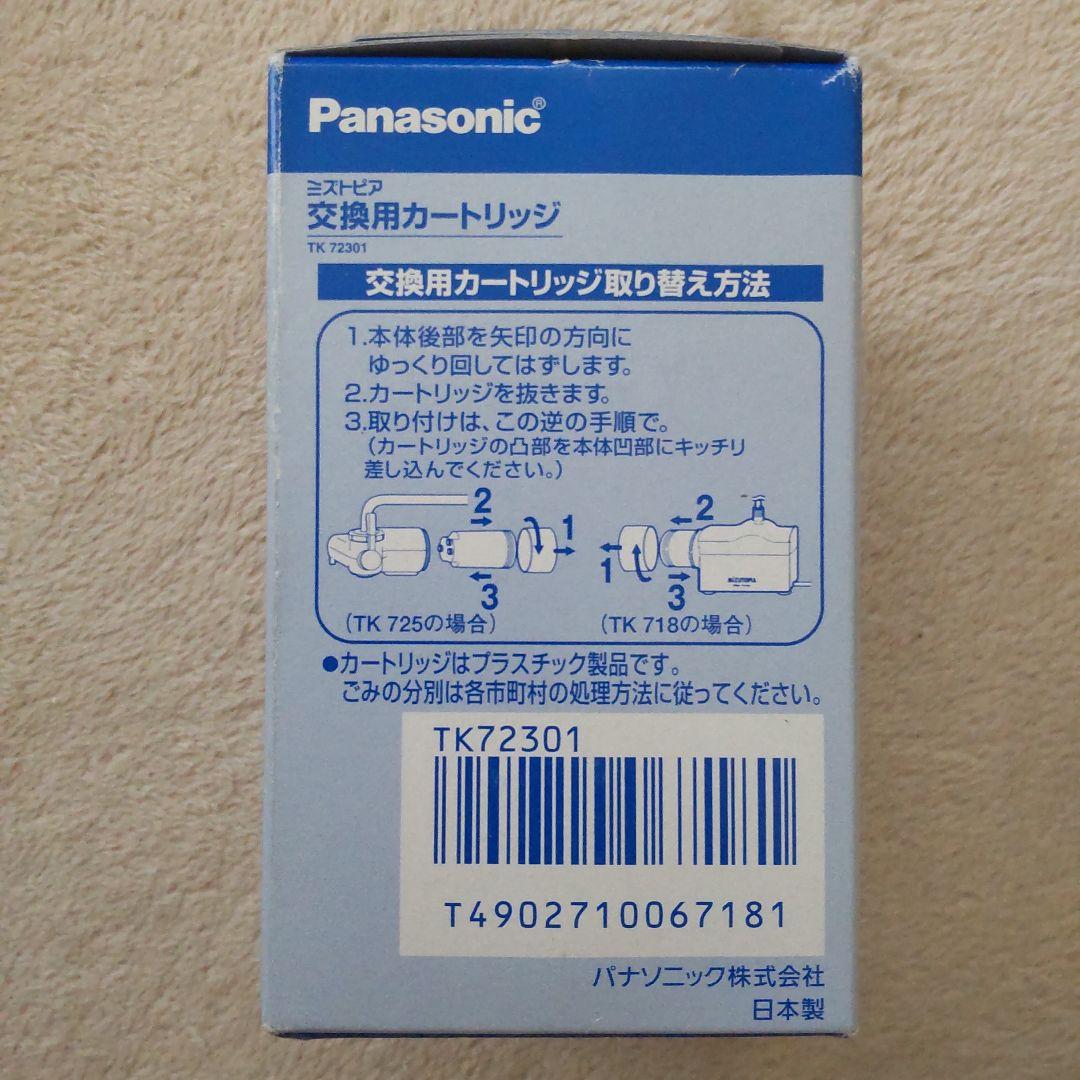 Panasonic®
ミズトピア
交換用カートリッジ
TK 72301
交換用カートリッジ取り替え方法
1.本体後部を矢印の方向に
ゆっくり回してはずします。
2.カートリッジを抜きます。
3.取り付けは、この逆の手順で。
(カートリッジの凸部を本体凹部にキッチリ
差し込んでください。)
2
1
3
(TK 725の場合)
2
1
3
MIZUTOPIA
(TK 718の場合)
●カートリッジはプラスチック製品です。
ごみの分別は各市町村の処理方法に従ってください。
TK72301
T4902710067181
パナソニック株式会社
日本製